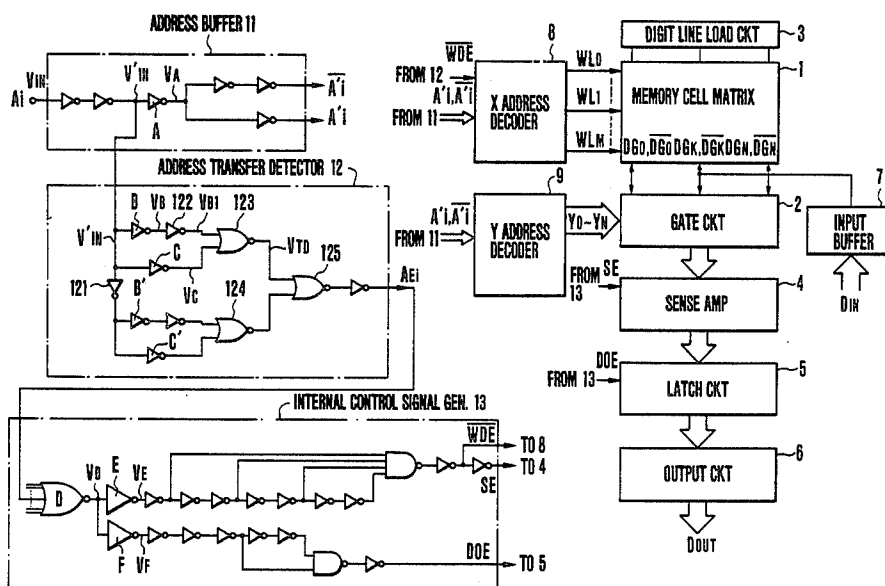 ADDRESS BUFFER 11
VIN
Ai
V'IN
VA
A
A'i
A'i
ADDRESS TRANSFER DETECTOR 12
B
VB
122
VB1
123
V'IN
C
VC
VTD
125
AEi
121
B'
124
C'
INTERNAL CONTROL SIGNAL GEN. 13
WDE
TO 8
SE
TO 4
D
VD
E
VE
F
VF
DOE
TO 5
8
WDE
FROM 12
A'i, A'i
FROM 11
X ADDRESS DECODER
WL0
WL1
WLM
3
DIGIT LINE LOAD CKT
1
MEMORY CELL MATRIX
DG0, DG0 DGK, DGK DGN, DGN
9
A'i, A'i
FROM 11
Y ADDRESS DECODER
Y0~YN
GATE CKT
2
7
INPUT BUFFER
DIN
SE
FROM 13
SENSE AMP
4
DOE
FROM 13
LATCH CKT
5
OUTPUT CKT
6
DOUT